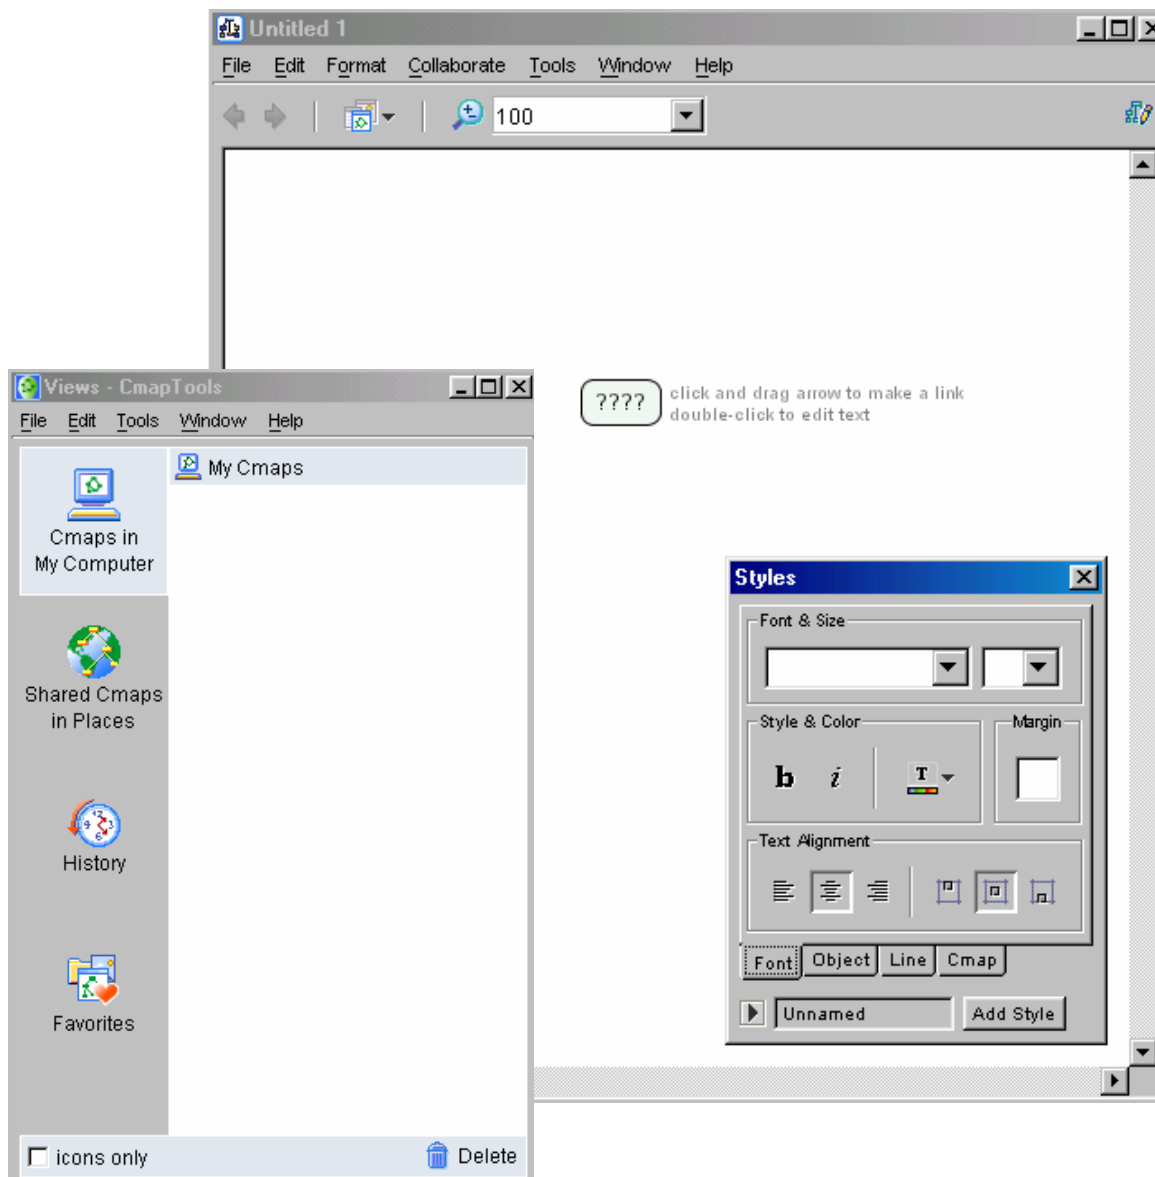 Untitled 1
File Edit Format Collaborate Tools Window Help
100
???? click and drag arrow to make a link
double-click to edit text
Views - CmapTools
File Edit Tools Window Help
My Cmaps
Cmaps in
My Computer
Shared Cmaps
in Places
History
Favorites
icons only
Delete
Styles
Font & Size
Style & Color
Margin
b i T
Text Alignment
Font Object Line Cmap
Unnamed Add Style